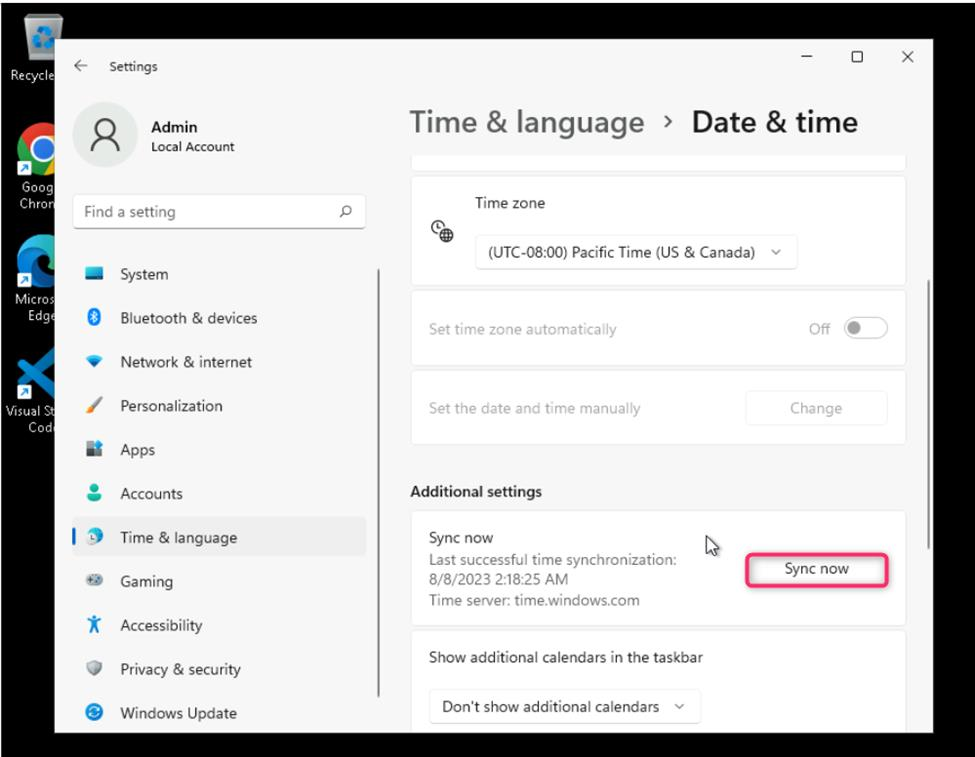 Recycle
Goog
Chron
Micros
Edge
Visual St
Code
Settings
Admin
Local Account
Find a setting
System
Bluetooth & devices
Network & internet
Personalization
Apps
Accounts
Time & language
Gaming
Accessibility
Privacy & security
Windows Update
Time & language > Date & time
Time zone
(UTC-08:00) Pacific Time (US & Canada)
Set time zone automatically Off
Set the date and time manually Change
Additional settings
Sync now
Last successful time synchronization:
8/8/2023 2:18:25 AM
Time server: time.windows.com
Sync now
Show additional calendars in the taskbar
Don't show additional calendars